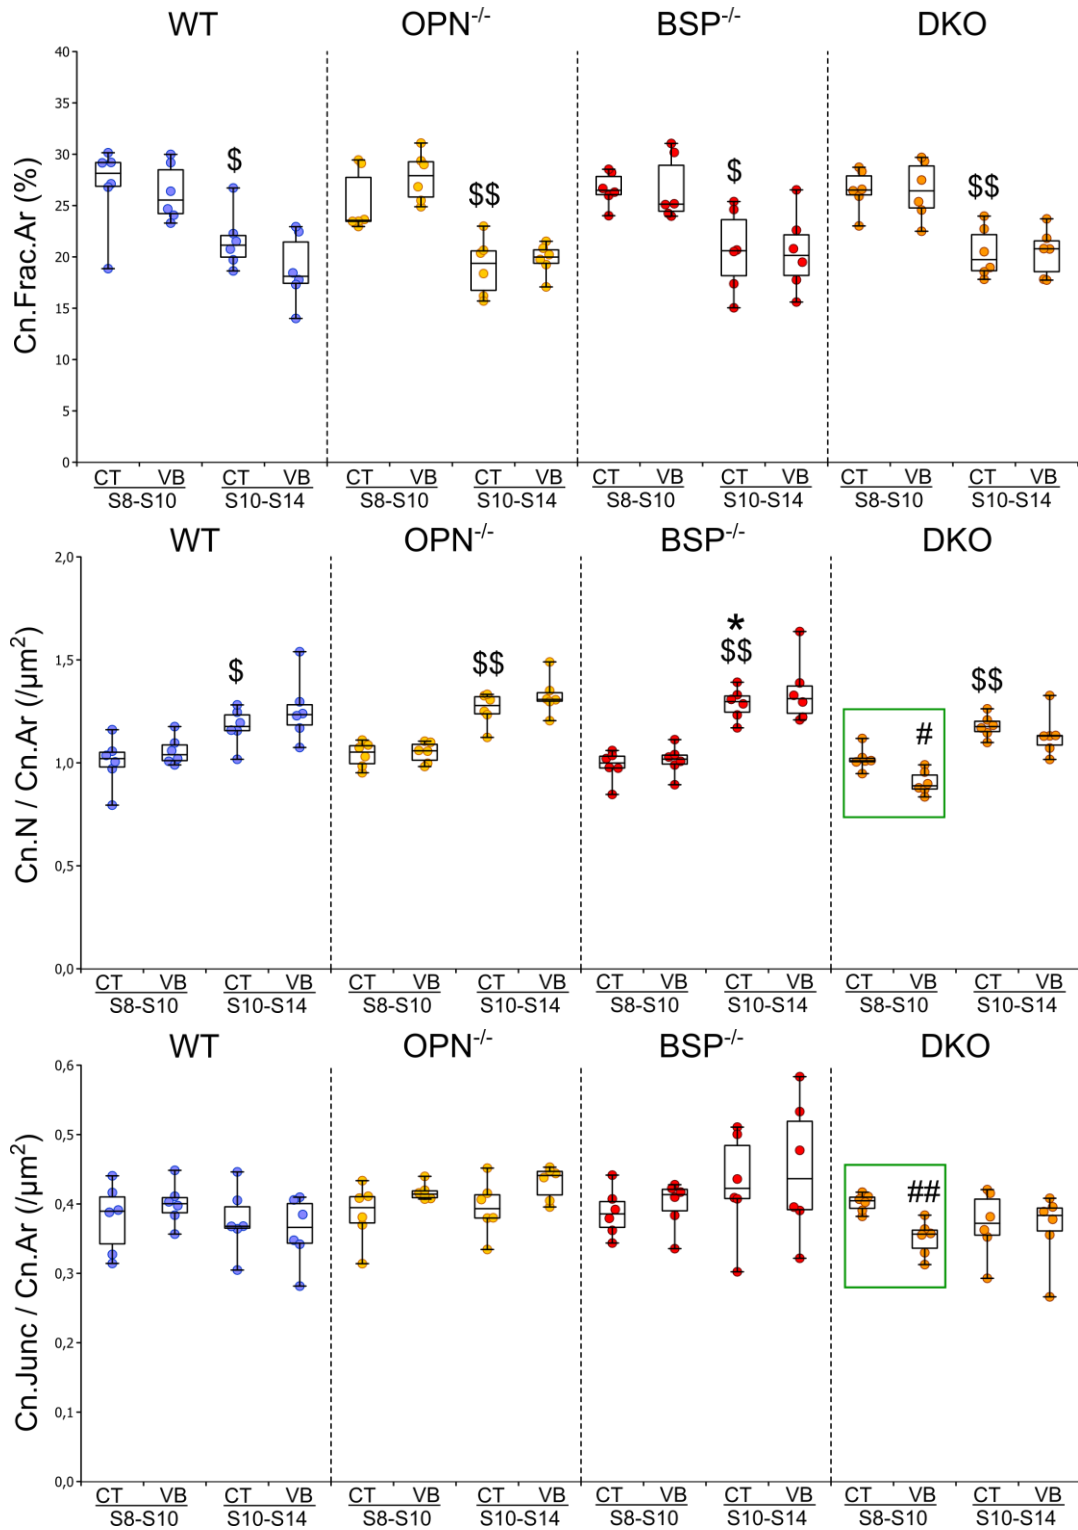 WT OPN-/- BSP-/- DKO
Cn.Frac.Ar (%)
40
35
30
25
20
15
10
5
0
$ $$ $ $$
CT VB CT VB CT VB CT VB CT VB CT VB CT VB CT VB
S8-S10 S10-S14 S8-S10 S10-S14 S8-S10 S10-S14 S8-S10 S10-S14
WT OPN-/- BSP-/- DKO
Cn.N / Cn.Ar (/µm²)
2,0
1,5
1,0
0,5
0,0
*
$ $$ $$ $$
#
CT VB CT VB CT VB CT VB CT VB CT VB CT VB CT VB
S8-S10 S10-S14 S8-S10 S10-S14 S8-S10 S10-S14 S8-S10 S10-S14
WT OPN-/- BSP-/- DKO
Cn.Junc / Cn.Ar (/µm²)
0,6
0,5
0,4
0,3
0,2
0,1
0,0
##
CT VB CT VB CT VB CT VB CT VB CT VB CT VB CT VB
S8-S10 S10-S14 S8-S10 S10-S14 S8-S10 S10-S14 S8-S10 S10-S14